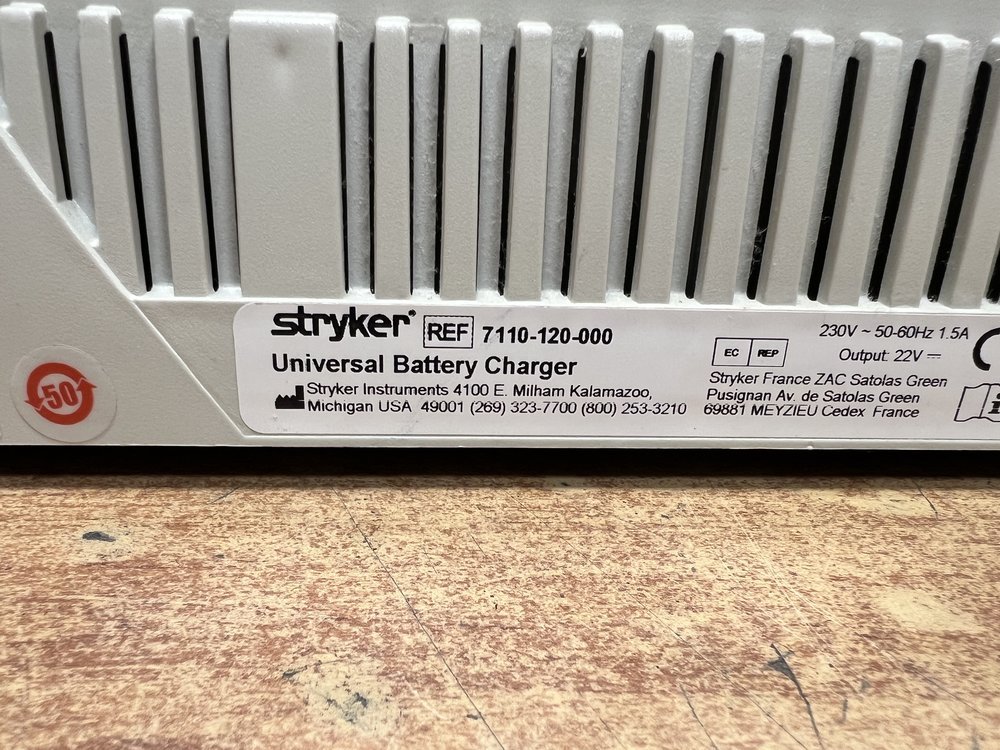 stryker® REF 7110-120-000
Universal Battery Charger
Stryker Instruments 4100 E. Milham Kalamazoo,
Michigan USA 49001 (269) 323-7700 (800) 253-3210
EC REP
230V ~ 50-60Hz 1.5A
Output: 22V ⎓
Stryker France ZAC Satolas Green
Pusignan Av. de Satolas Green
69881 MEYZIEU Cedex France
50